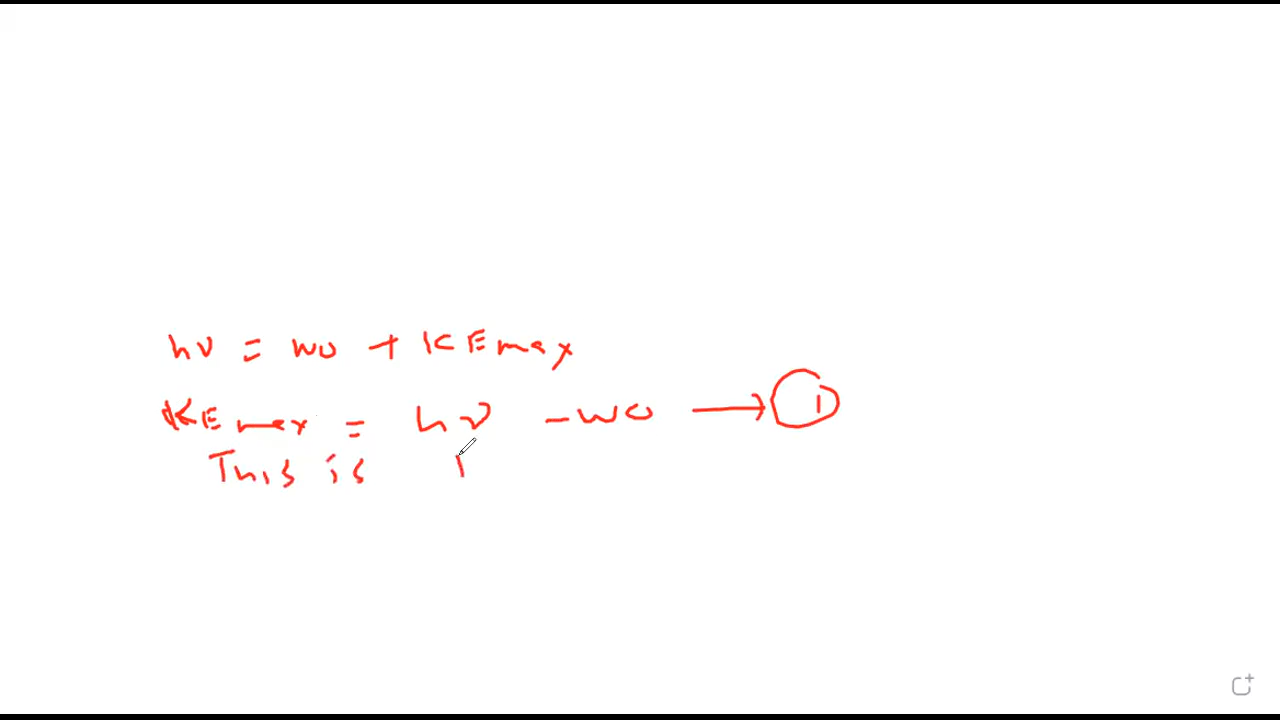 hν = wo + KEmax
KEmax = hν - wo → 1
This is